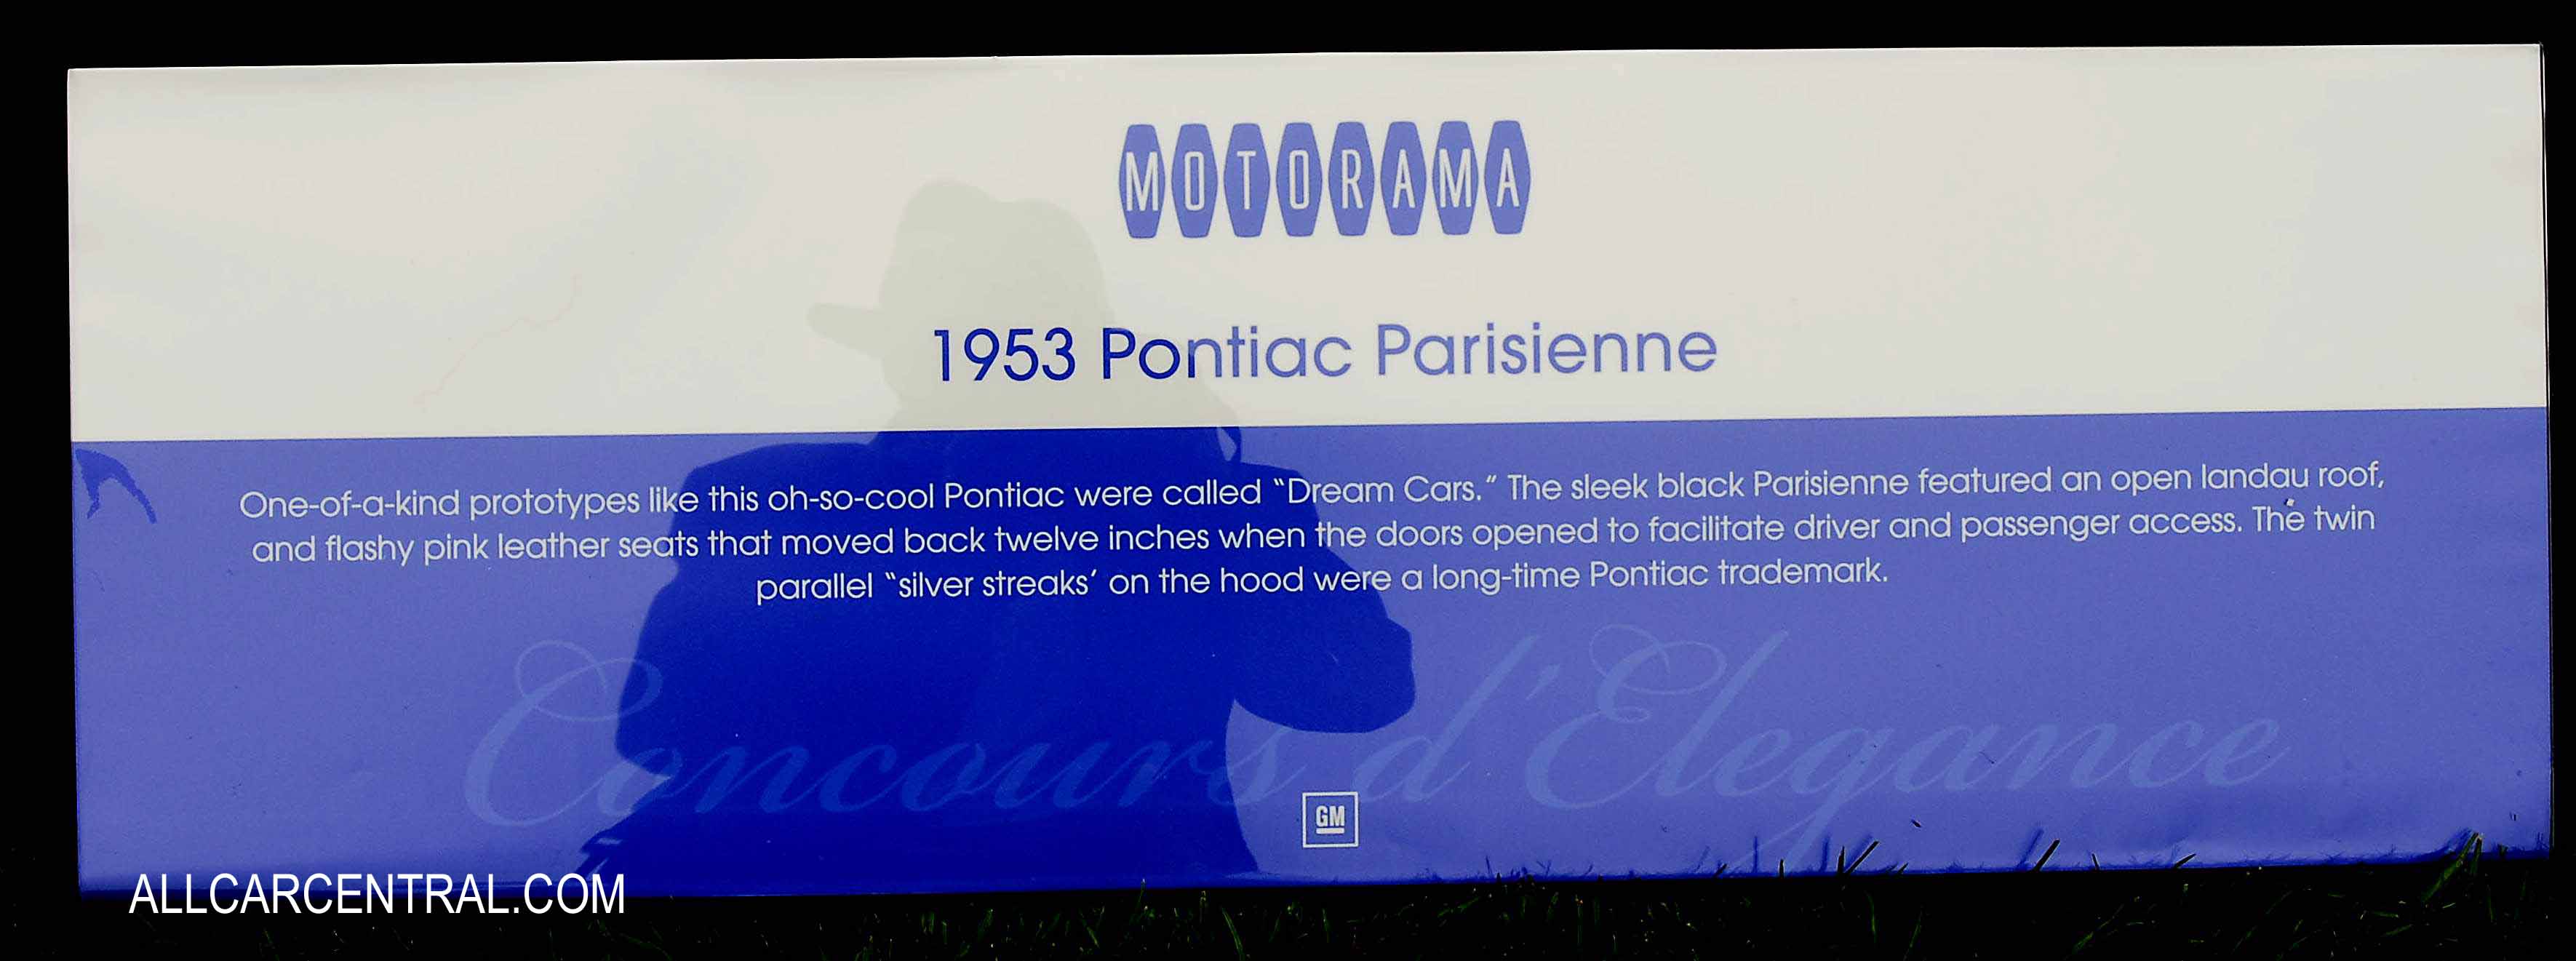 MOTORAMA
1953 Pontiac Parisienne
One-of-a-kind prototypes like this oh-so-cool Pontiac were called “Dream Cars.” The sleek black Parisienne featured an open landau roof,
and flashy pink leather seats that moved back twelve inches when the doors opened to facilitate driver and passenger access. The twin
parallel “silver streaks’ on the hood were a long-time Pontiac trademark.
Concours d'Elegance
GM
ALLCARCENTRAL.COM